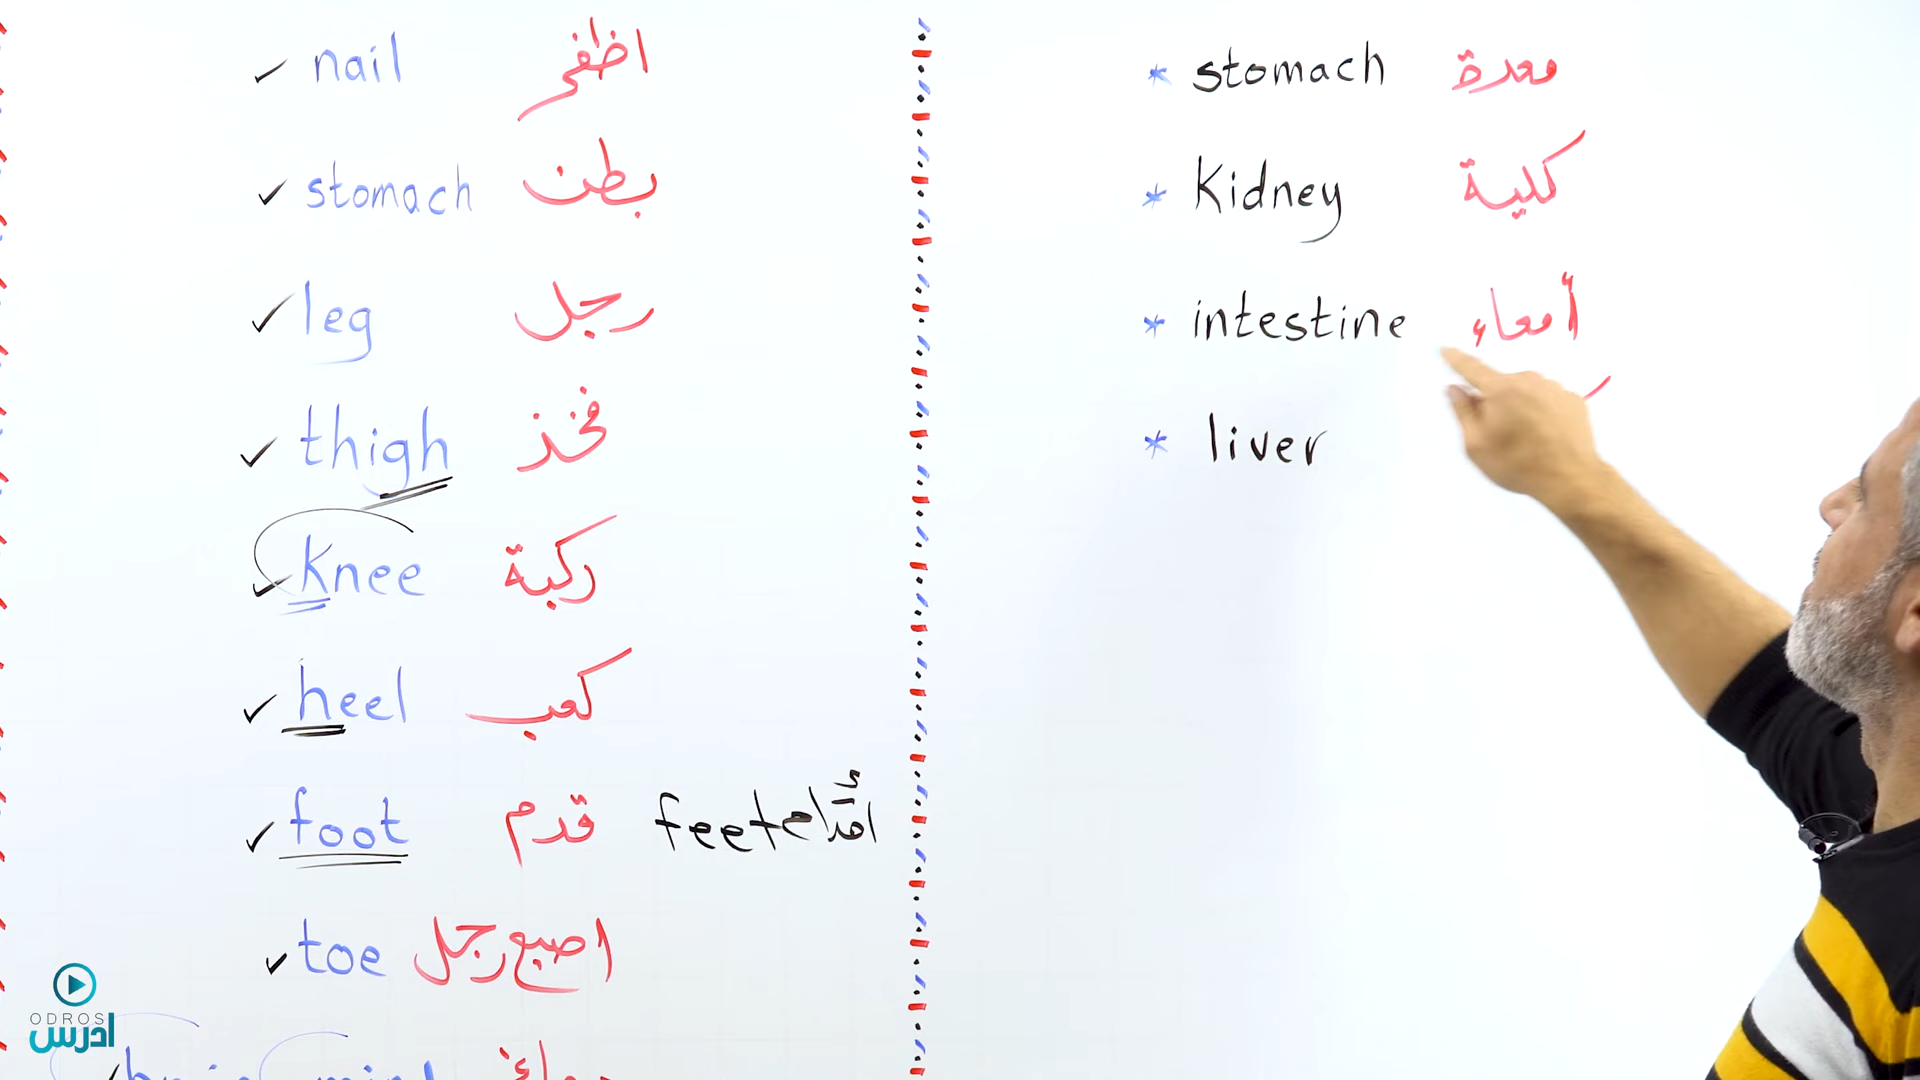 nail اظفر
stomach بطن
leg رجل
thigh فخذ
knee ركبة
heel كعب
foot قدم feet أقدام
toe اصبع رجل
stomach معدة
Kidney كلية
intestine أمعاء
liver
ODROS
ادرس